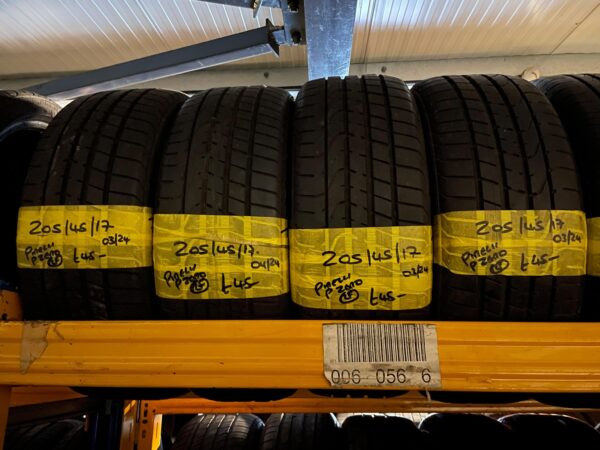 205/45/17
03/24
PIRELLI
P ZERO
£45-
205/45/17
04/24
PIRELLI
P ZERO
£45-
205/45/17
03/24
PIRELLI
P ZERO
£45-
205/45/17
03/24
PIRELLI
P ZERO
£45-
006 056 6